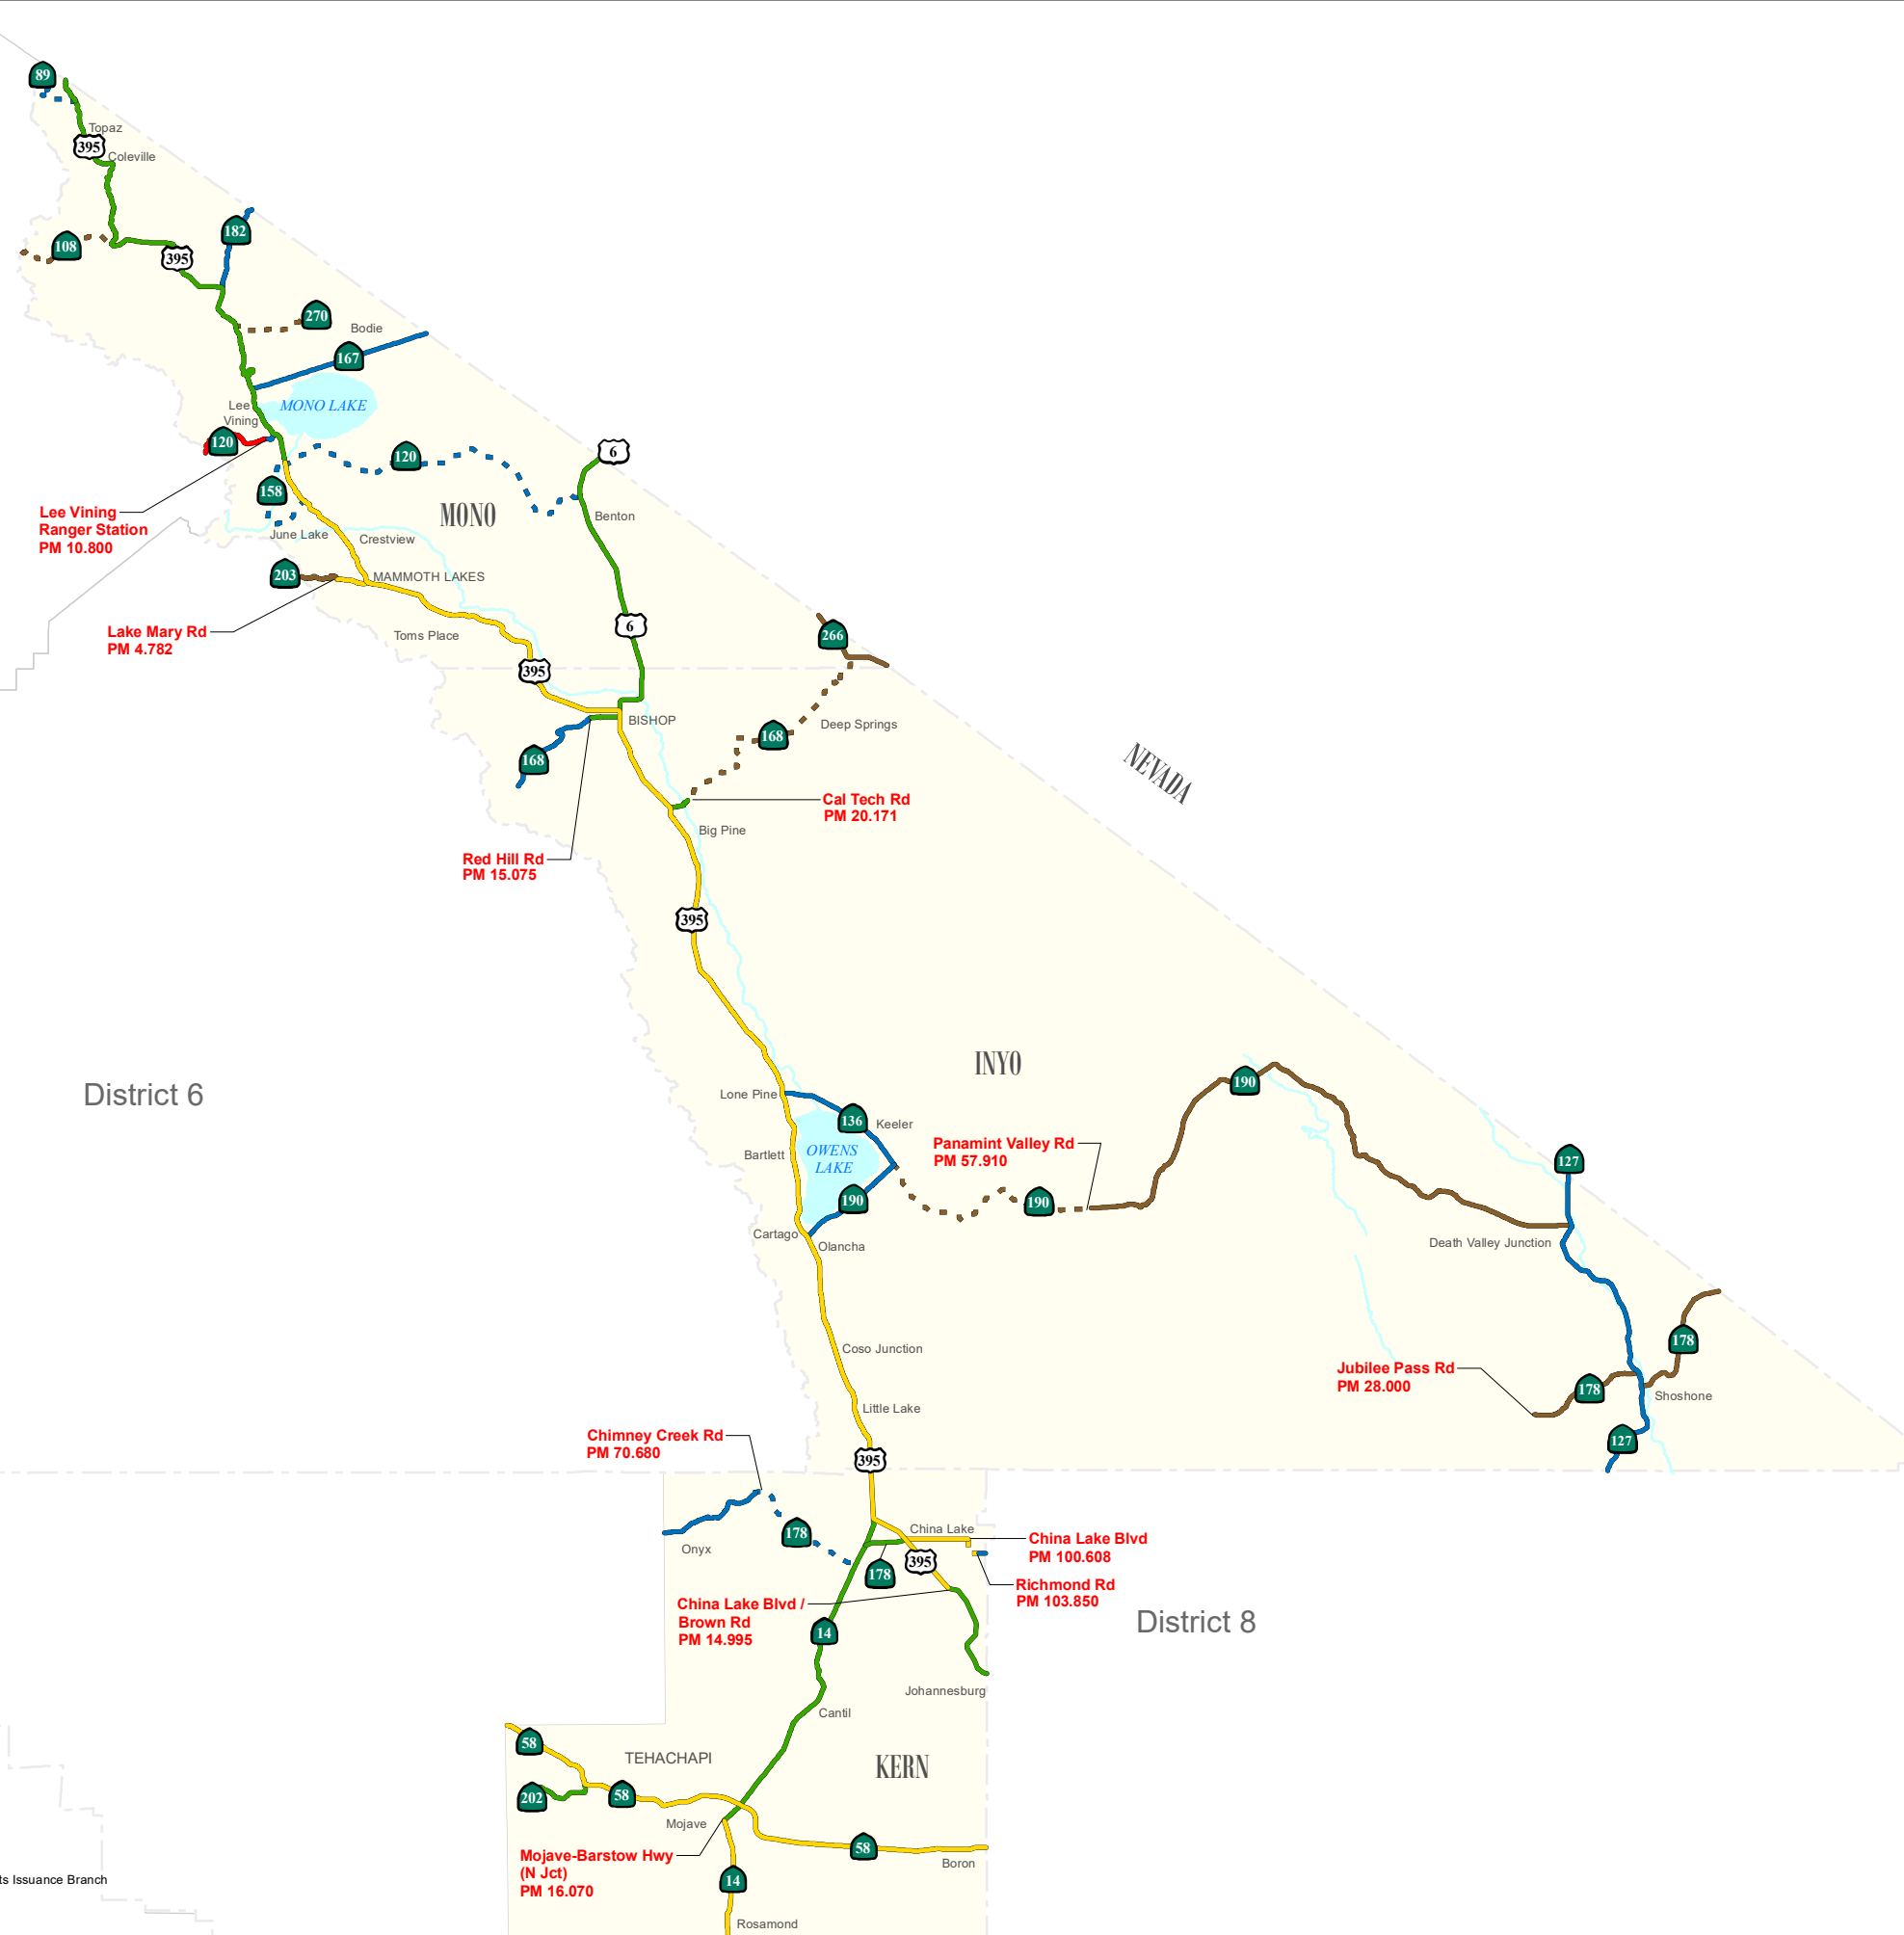 89
Topaz
395
Coleville
182
108
395
270
Bodie
167
Lee
Vining
MONO LAKE
120
120
6
158
MONO
Lee Vining
Ranger Station
PM 10.800
Benton
June Lake
Crestview
203
MAMMOTH LAKES
Lake Mary Rd
PM 4.782
Toms Place
6
266
395
BISHOP
Deep Springs
168
168
NEVADA
Cal Tech Rd
PM 20.171
Big Pine
Red Hill Rd
PM 15.075
395
INYO
District 6
190
Lone Pine
136
Keeler
Panamint Valley Rd
PM 57.910
Bartlett
OWENS
LAKE
127
190
190
Cartago
Olancha
Death Valley Junction
Coso Junction
178
Jubilee Pass Rd
PM 28.000
178
Shoshone
Little Lake
Chimney Creek Rd
PM 70.680
127
395
178
China Lake
China Lake Blvd
PM 100.608
Onyx
395
178
Richmond Rd
PM 103.850
China Lake Blvd /
Brown Rd
PM 14.995
District 8
14
Johannesburg
Cantil
58
TEHACHAPI
KERN
202
58
Mojave
58
Mojave-Barstow Hwy
(N Jct)
PM 16.070
Boron
14
ts Issuance Branch
Rosamond